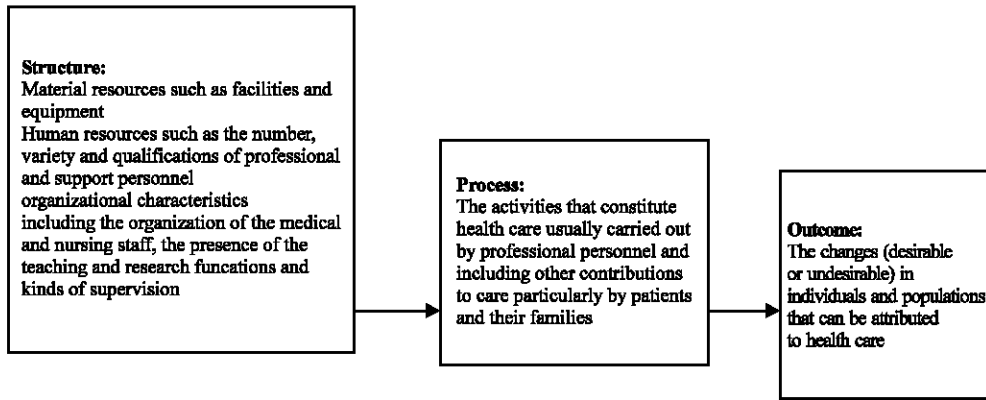 Structure:
Material resources such as facilities and
equipment
Human resources such as the number,
variety and qualifications of professional
and support personnel
organizational characteristics
including the organization of the medical
and nursing staff, the presence of the
teaching and research funcations and
kinds of supervision
Process:
The activities that constitute
health care usually carried out
by professional personnel and
including other contributions
to care particularly by patients
and their families
Outcome:
The changes (desirable
or undesirable) in
individuals and populations
that can be attributed
to health care